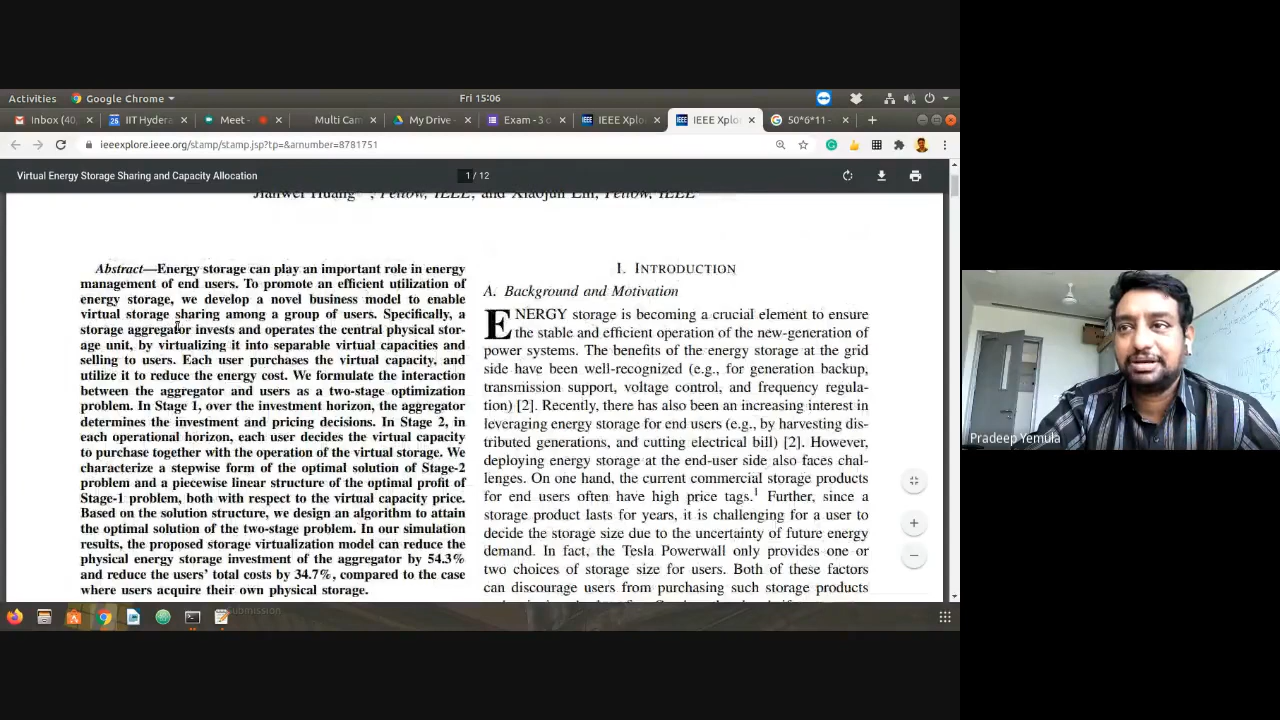 Activities
Google Chrome
Fri 15:06
Inbox (40,
IIT Hydera
Meet -
Multi Cam
My Drive -
Exam - 3 o
IEEE Xplor
IEEE Xplor
50*6*11 -
ieeexplore.ieee.org/stamp/stamp.jsp?tp=&arnumber=8781751
Virtual Energy Storage Sharing and Capacity Allocation
1 / 12
Jianwei Huang, Fellow, IEEE, and Xiaojun Lin, Fellow, IEEE
Abstract—Energy storage can play an important role in energy
management of end users. To promote an efficient utilization of
energy storage, we develop a novel business model to enable
virtual storage sharing among a group of users. Specifically, a
storage aggregator invests and operates the central physical stor-
age unit, by virtualizing it into separable virtual capacities and
selling to users. Each user purchases the virtual capacity, and
utilize it to reduce the energy cost. We formulate the interaction
between the aggregator and users as a two-stage optimization
problem. In Stage 1, over the investment horizon, the aggregator
determines the investment and pricing decisions. In Stage 2, in
each operational horizon, each user decides the virtual capacity
to purchase together with the operation of the virtual storage. We
characterize a stepwise form of the optimal solution of Stage-2
problem and a piecewise linear structure of the optimal profit of
Stage-1 problem, both with respect to the virtual capacity price.
Based on the solution structure, we design an algorithm to attain
the optimal solution of the two-stage problem. In our simulation
results, the proposed storage virtualization model can reduce the
physical energy storage investment of the aggregator by 54.3%
and reduce the users' total costs by 34.7%, compared to the case
where users acquire their own physical storage.
I. INTRODUCTION
A. Background and Motivation
ENERGY storage is becoming a crucial element to ensure
the stable and efficient operation of the new-generation of
power systems. The benefits of the energy storage at the grid
side have been well-recognized (e.g., for generation backup,
transmission support, voltage control, and frequency regula-
tion) [2]. Recently, there has also been an increasing interest in
leveraging energy storage for end users (e.g., by harvesting dis-
tributed generations, and cutting electrical bill) [2]. However,
deploying energy storage at the end-user side also faces chal-
lenges. On one hand, the current commercial storage products
for end users often have high price tags.1 Further, since a
storage product lasts for years, it is challenging for a user to
decide the storage size due to the uncertainty of future energy
demand. In fact, the Tesla Powerwall only provides one or
two choices of storage size for users. Both of these factors
can discourage users from purchasing such storage products
Submission
Pradeep Yemula